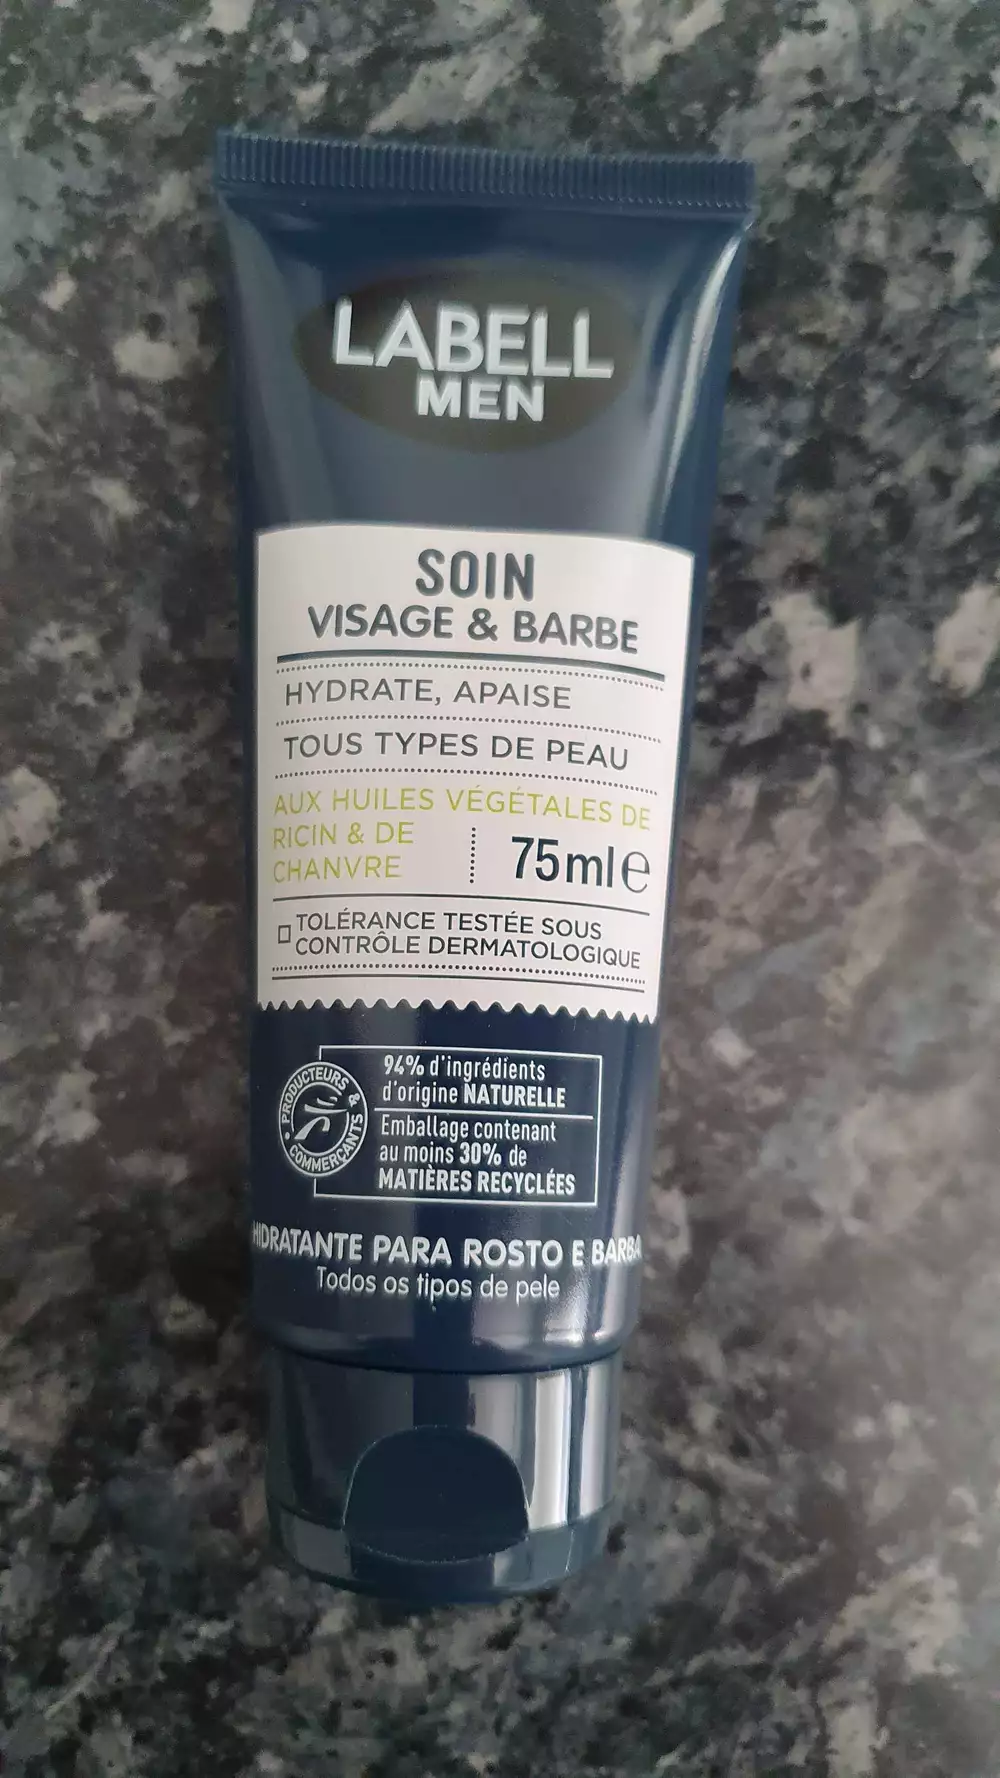 LABELL
MEN
SOIN
VISAGE & BARBE
HYDRATE, APAISE
TOUS TYPES DE PEAU
AUX HUILES VÉGÉTALES DE
RICIN & DE
CHANVRE
75ml e
TOLÉRANCE TESTÉE SOUS
CONTRÔLE DERMATOLOGIQUE
PRODUCTEURS &
COMMERÇANTS
94% d'ingrédients
d'origine NATURELLE
Emballage contenant
au moins 30% de
MATIÈRES RECYCLÉES
HIDRATANTE PARA ROSTO E BARBA
Todos os tipos de pele